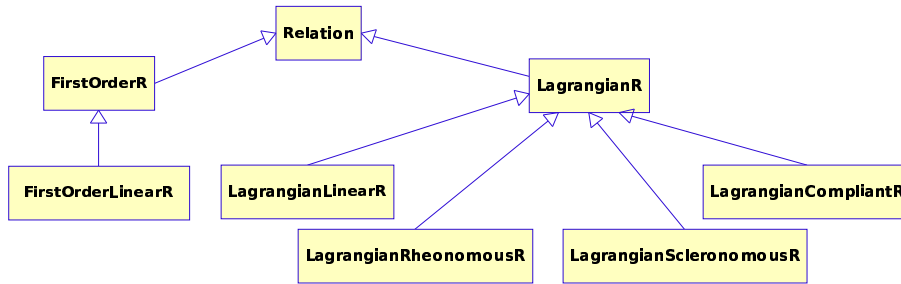 Relation
FirstOrderR
LagrangianR
FirstOrderLinearR
LagrangianLinearR
LagrangianCompliantR
LagrangianRheonomousR
LagrangianScleronomousR